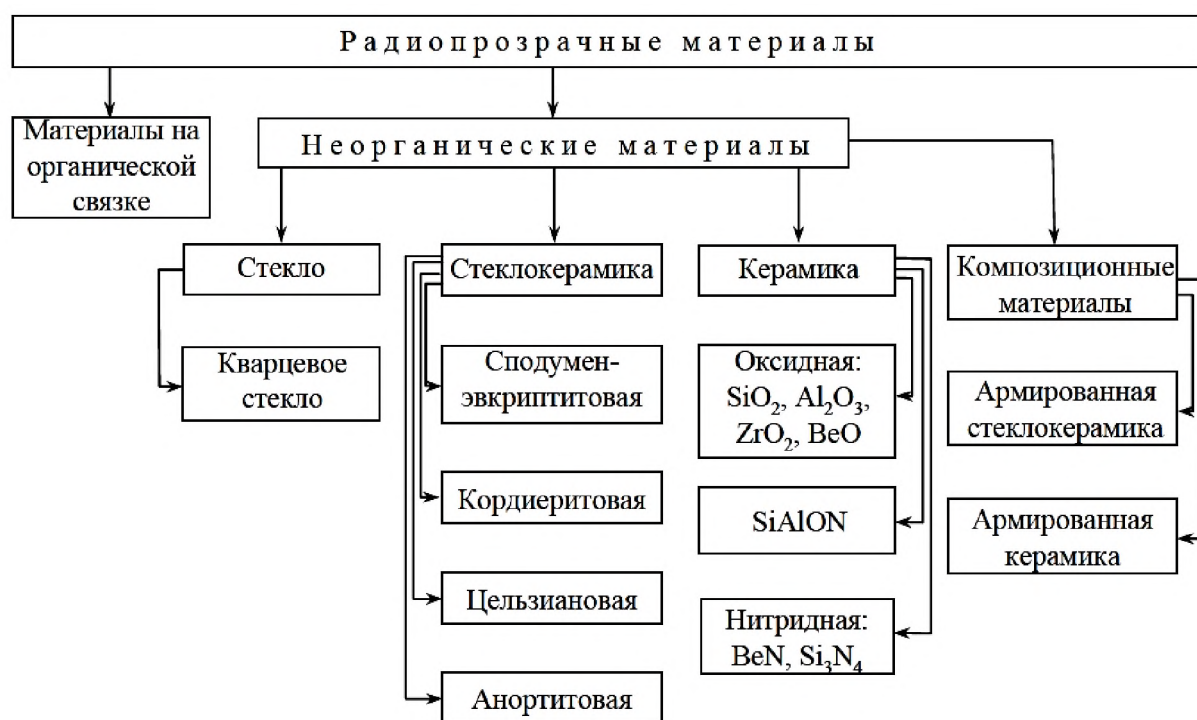 Радиопрозрачные материалы
Материалы на
органической
связке
Неорганические материалы
Стекло
Кварцевое
стекло
Стеклокерамика
Сподумен-
эвкриптитовая
Кордиеритовая
Цельзиановая
Анортитовая
Керамика
Оксидная:
SiO₂, Al₂O₃,
ZrO₂, BeO
SiAlON
Нитридная:
BeN, Si₃N₄
Композиционные
материалы
Армированная
стеклокерамика
Армированная
керамика